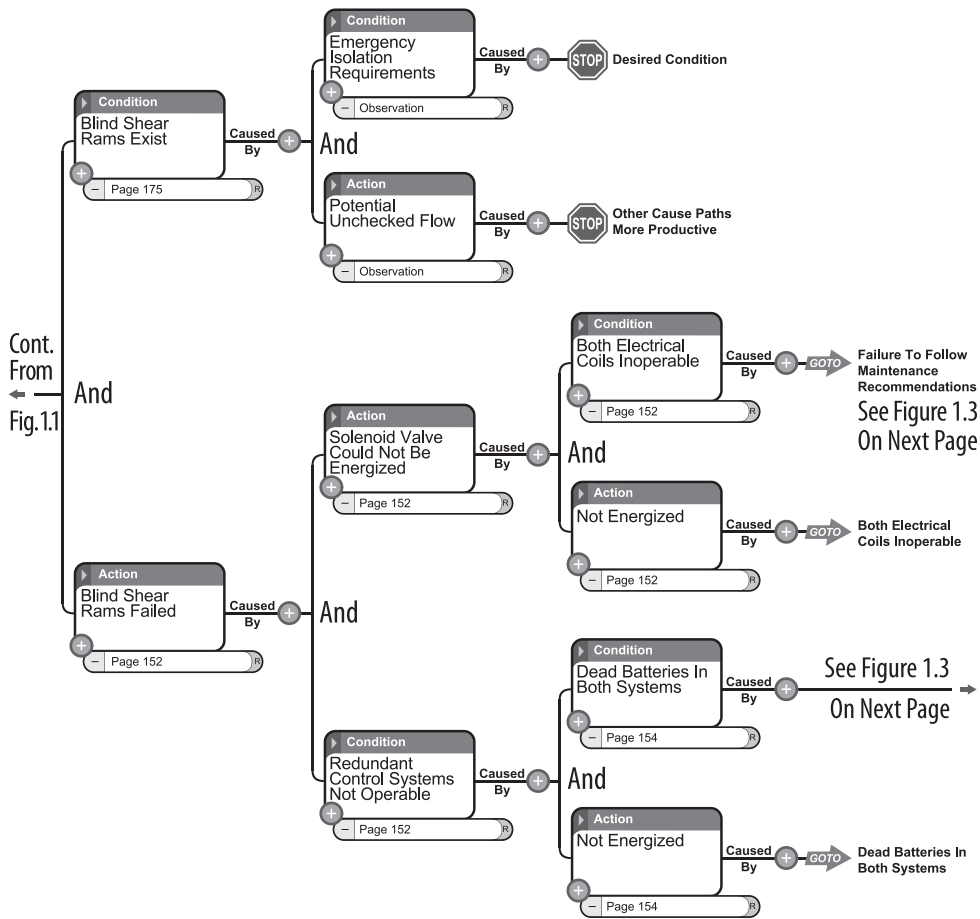 Condition
Emergency
Isolation
Requirements
– Observation R
Caused
By
STOP
Desired Condition
Condition
Blind Shear
Rams Exist
– Page 175 R
Caused
By
And
Action
Potential
Unchecked Flow
– Observation R
Caused
By
STOP
Other Cause Paths
More Productive
Cont.
From
Fig. 1.1
And
Condition
Both Electrical
Coils Inoperable
– Page 152 R
Caused
By
GOTO
Failure To Follow
Maintenance
Recommendations
See Figure 1.3
On Next Page
Action
Solenoid Valve
Could Not Be
Energized
– Page 152 R
Caused
By
And
Action
Not Energized
– Page 152 R
Caused
By
GOTO
Both Electrical
Coils Inoperable
Action
Blind Shear
Rams Failed
– Page 152 R
Caused
By
And
Condition
Dead Batteries In
Both Systems
– Page 154 R
Caused
By
See Figure 1.3
On Next Page
Condition
Redundant
Control Systems
Not Operable
– Page 152 R
Caused
By
And
Action
Not Energized
– Page 154 R
Caused
By
GOTO
Dead Batteries In
Both Systems